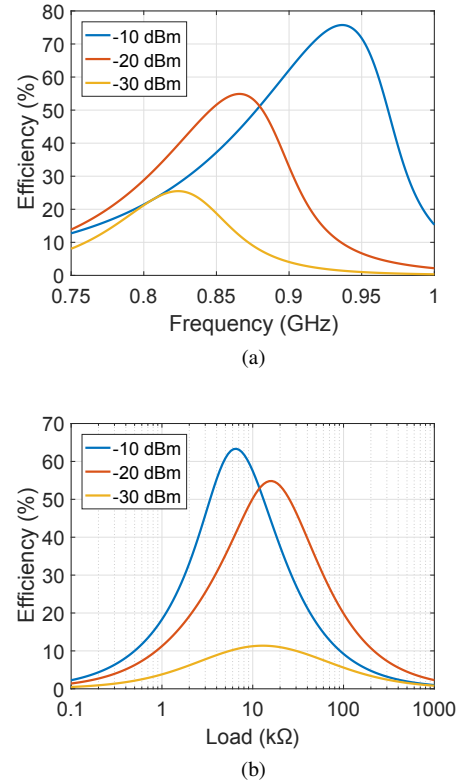 80
70
60
50
40
30
20
10
0
Efficiency (%)
-10 dBm
-20 dBm
-30 dBm
0.75 0.8 0.85 0.9 0.95 1
Frequency (GHz)
(a)
70
60
50
40
30
20
10
0
Efficiency (%)
-10 dBm
-20 dBm
-30 dBm
0.1 1 10 100 1000
Load (kΩ)
(b)